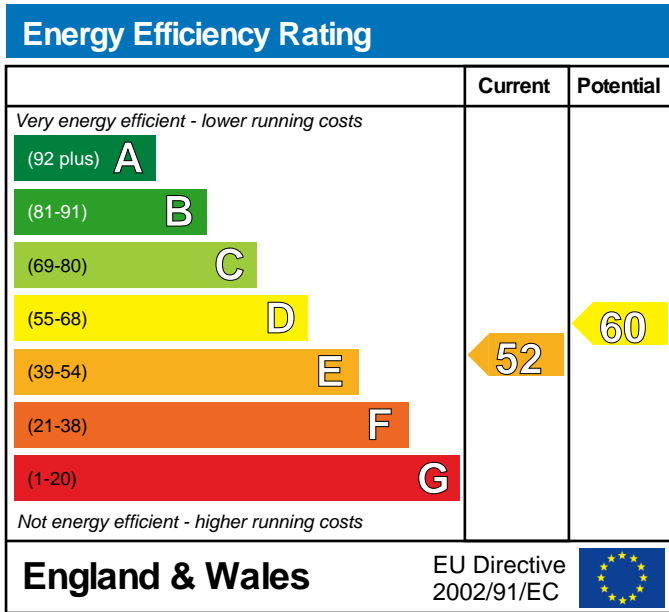 Energy Efficiency Rating
Current Potential
Very energy efficient - lower running costs
(92 plus) A
(81-91) B
(69-80) C
(55-68) D
(39-54) E
(21-38) F
(1-20) G
52
60
Not energy efficient - higher running costs
England & Wales
EU Directive
2002/91/EC